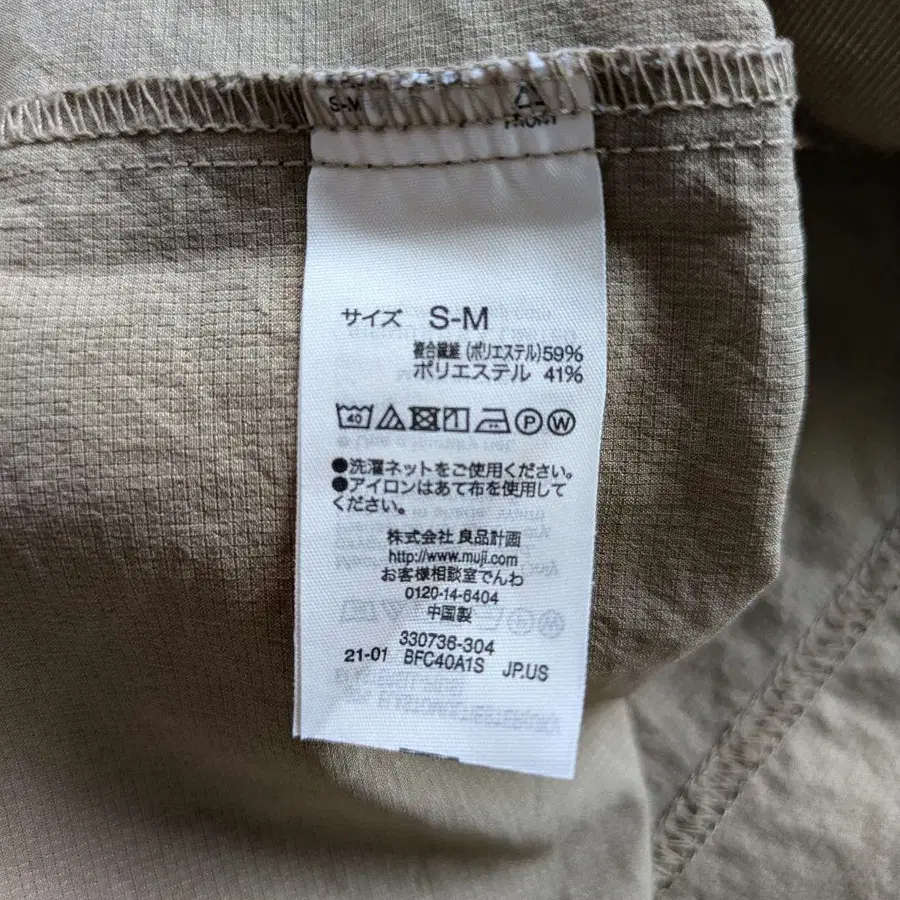 S-M
FRONT
サイズ S-M
複合繊維(ポリエステル)59%
ポリエステル 41%
40 P W
●洗濯ネットをご使用ください。
●アイロンはあて布を使用して
ください。
株式会社 良品計画
http://www.muji.com
お客様相談室でんわ
0120-14-6404
中国製
330736-304
21-01 BFC40A1S JP.US